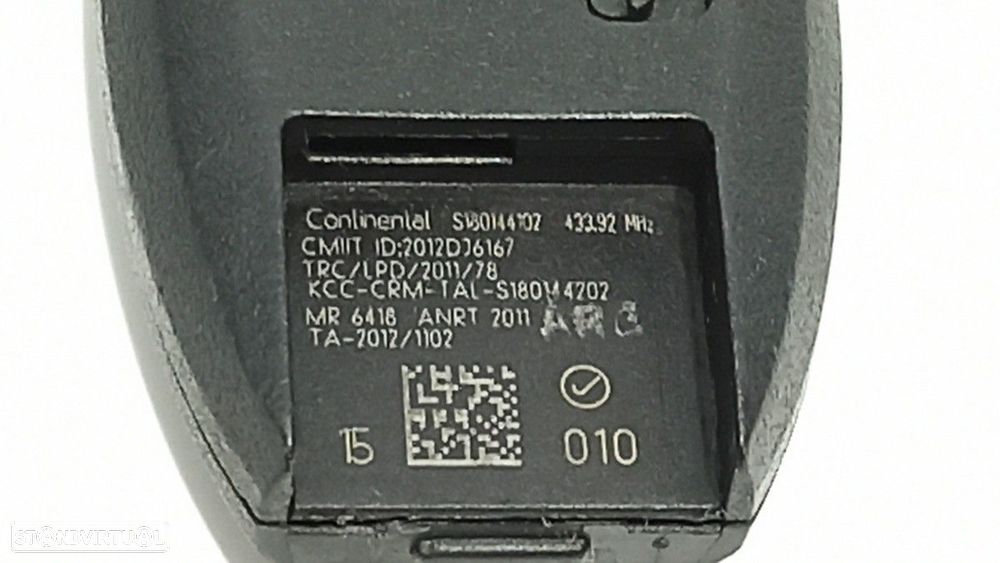 Continental S180144102 433.92 MHz
CMIIT ID:2012DJ6167
TRC/LPD/2011/78
KCC-CRM-TAL-S180144202
MR 6418 ANRT 2011
TA-2012/1102
15 010
STANDVIRTUAL